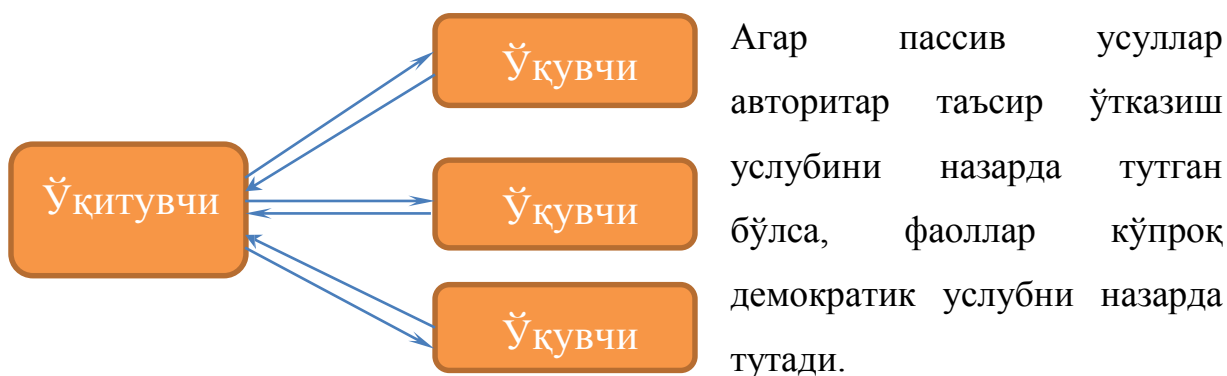 Ўқитувчи
Ўқувчи
Ўқувчи
Ўқувчи
Агар пассив усуллар
авторитар таъсир ўтказиш
услубини назарда тутган
бўлса, фаоллар кўпроқ
демократик услубни назарда
тутади.